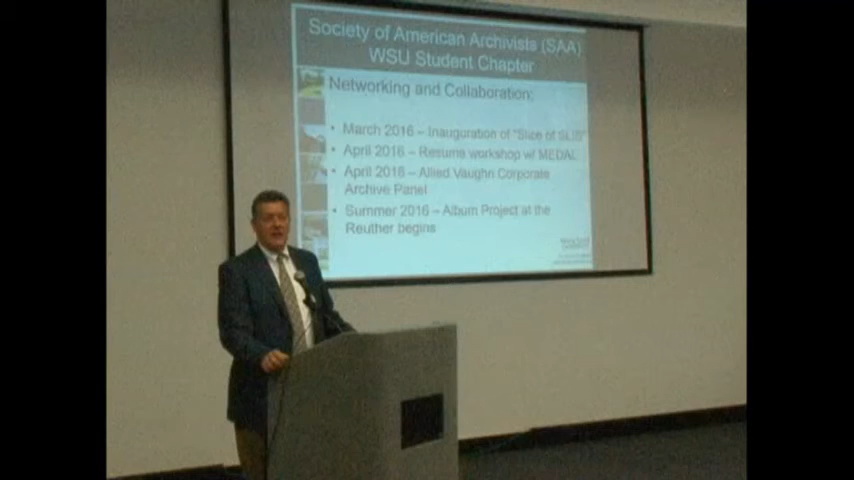 Society of American Archivists (SAA)
WSU Student Chapter
Networking and Collaboration:
• March 2016 – Inauguration of "Slice of SLIS"
• April 2016 – Resume workshop w/ MEDAL
• April 2016 – Allied Vaughn Corporate
Archive Panel
• Summer 2016 – Album Project at the
Reuther begins